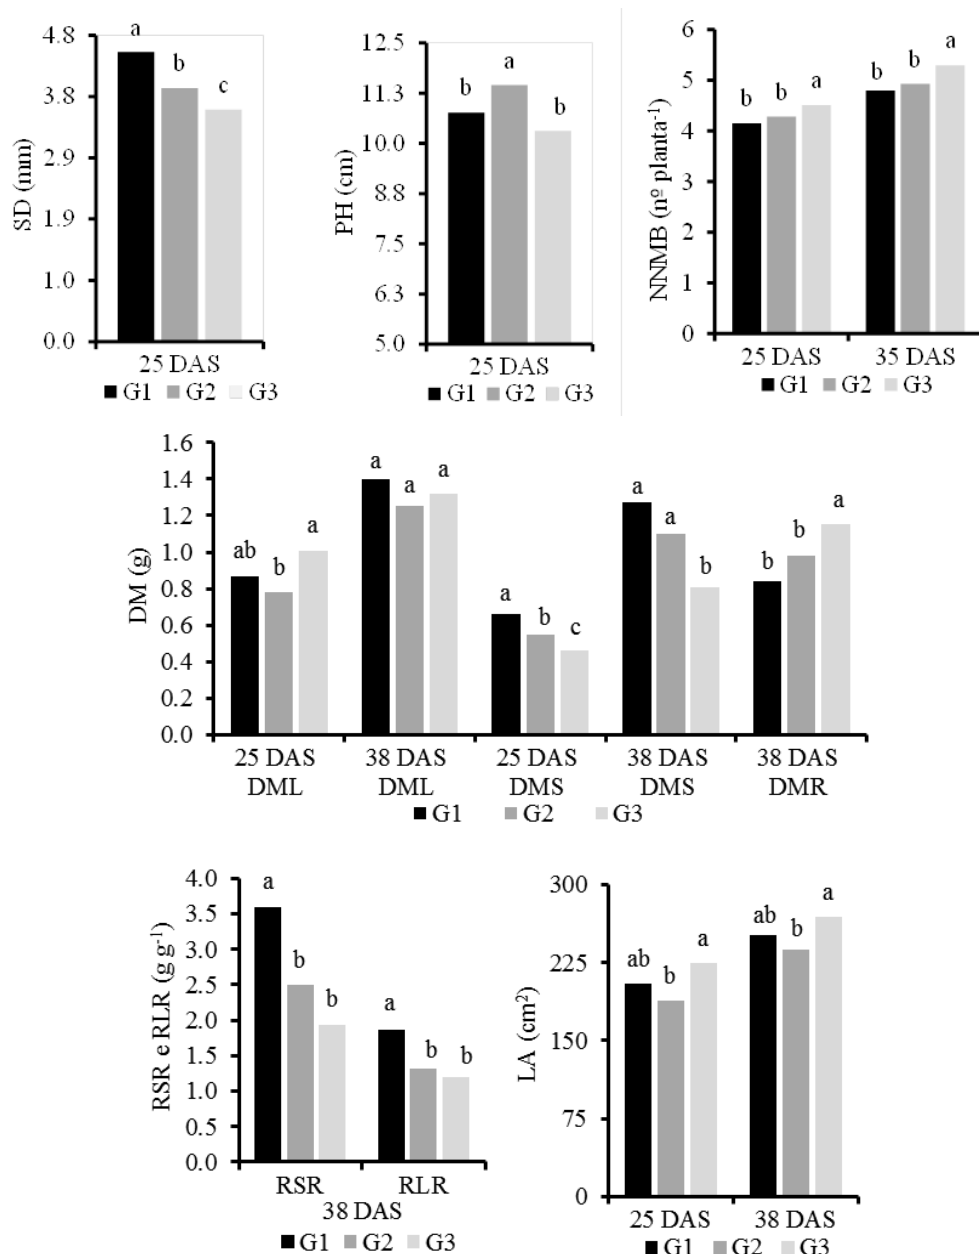 SD (mm)
4.8
3.8
2.9
1.9
1.0
0.0
a
b
c
25 DAS
G1 G2 G3
PH (cm)
12.5
11.3
10.0
8.8
7.5
6.3
5.0
b
a
b
25 DAS
G1 G2 G3
NNMB (nº planta⁻¹)
6
5
4
3
2
1
0
b b a
b b a
25 DAS 35 DAS
G1 G2 G3
DM (g)
1.6
1.4
1.2
1.0
0.8
0.6
0.4
0.2
0.0
ab b a
a a a
a b c
a a b
b b a
25 DAS 38 DAS 25 DAS 38 DAS 38 DAS
DML DML DMS DMS DMR
G1 G2 G3
RSR e RLR (g g⁻¹)
4.0
3.5
3.0
2.5
2.0
1.5
1.0
0.5
0.0
a b b
a b b
RSR RLR
38 DAS
G1 G2 G3
LA (cm²)
300
225
150
75
0
ab b a
ab b a
25 DAS 38 DAS
G1 G2 G3